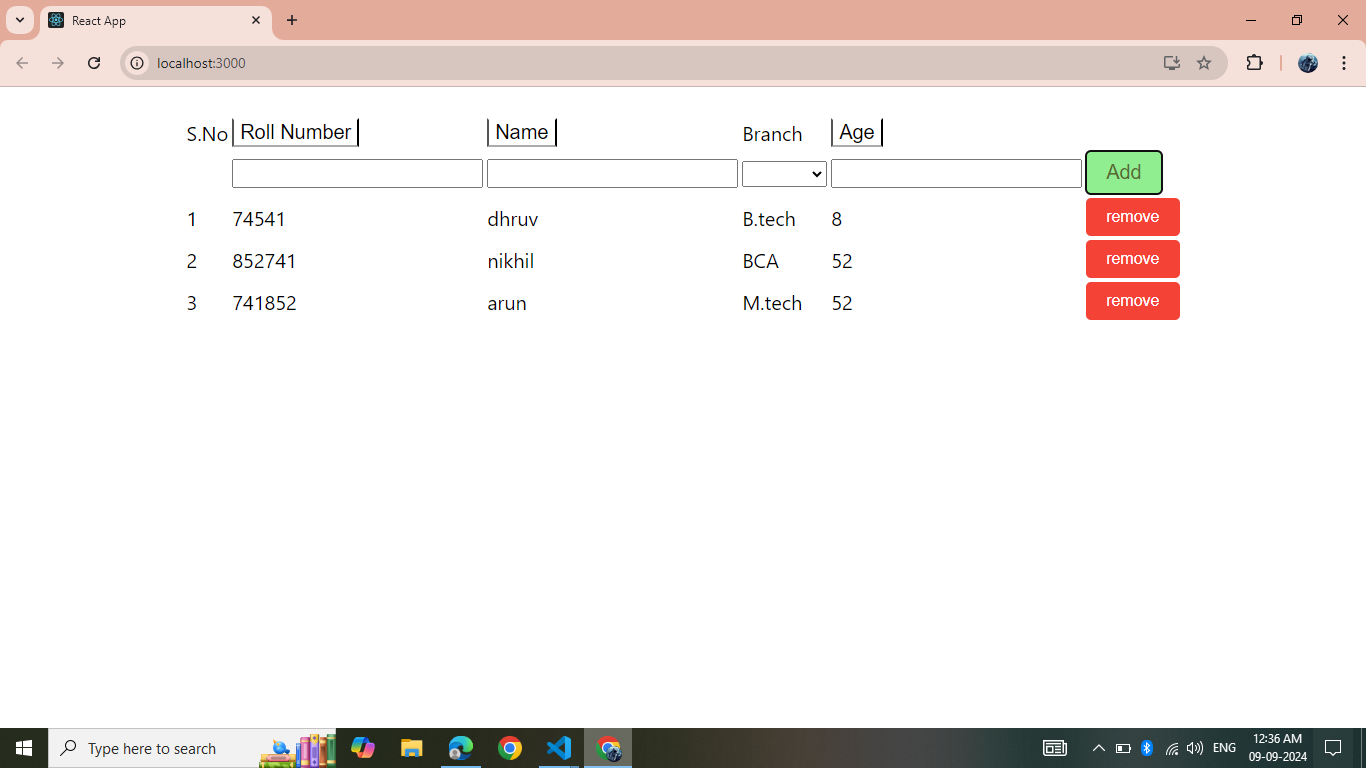 React App
localhost:3000
S.No Roll Number Name Branch Age
Add
1 74541 dhruv B.tech 8 remove
2 852741 nikhil BCA 52 remove
3 741852 arun M.tech 52 remove
Type here to search
ENG
12:36 AM
09-09-2024